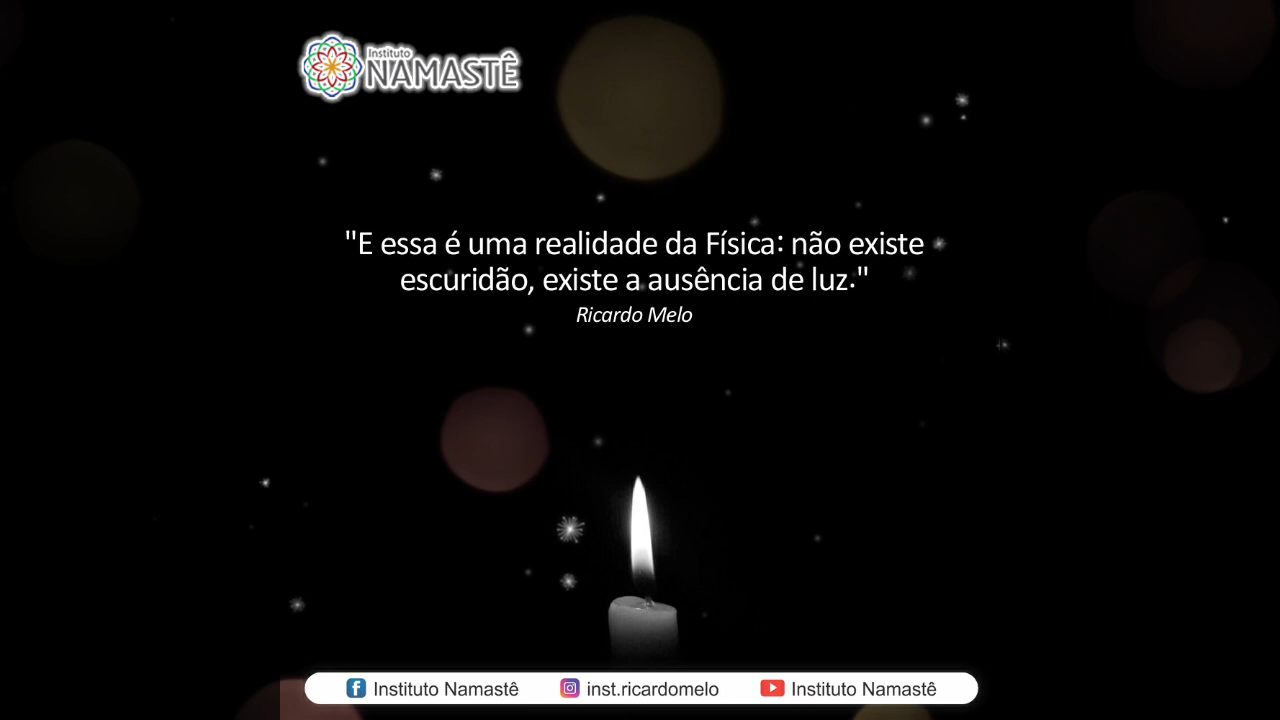 Instituto
NAMASTÊ
"E essa é uma realidade da Física: não existe
escuridão, existe a ausência de luz."
Ricardo Melo
Instituto Namastê inst.ricardomelo Instituto Namastê